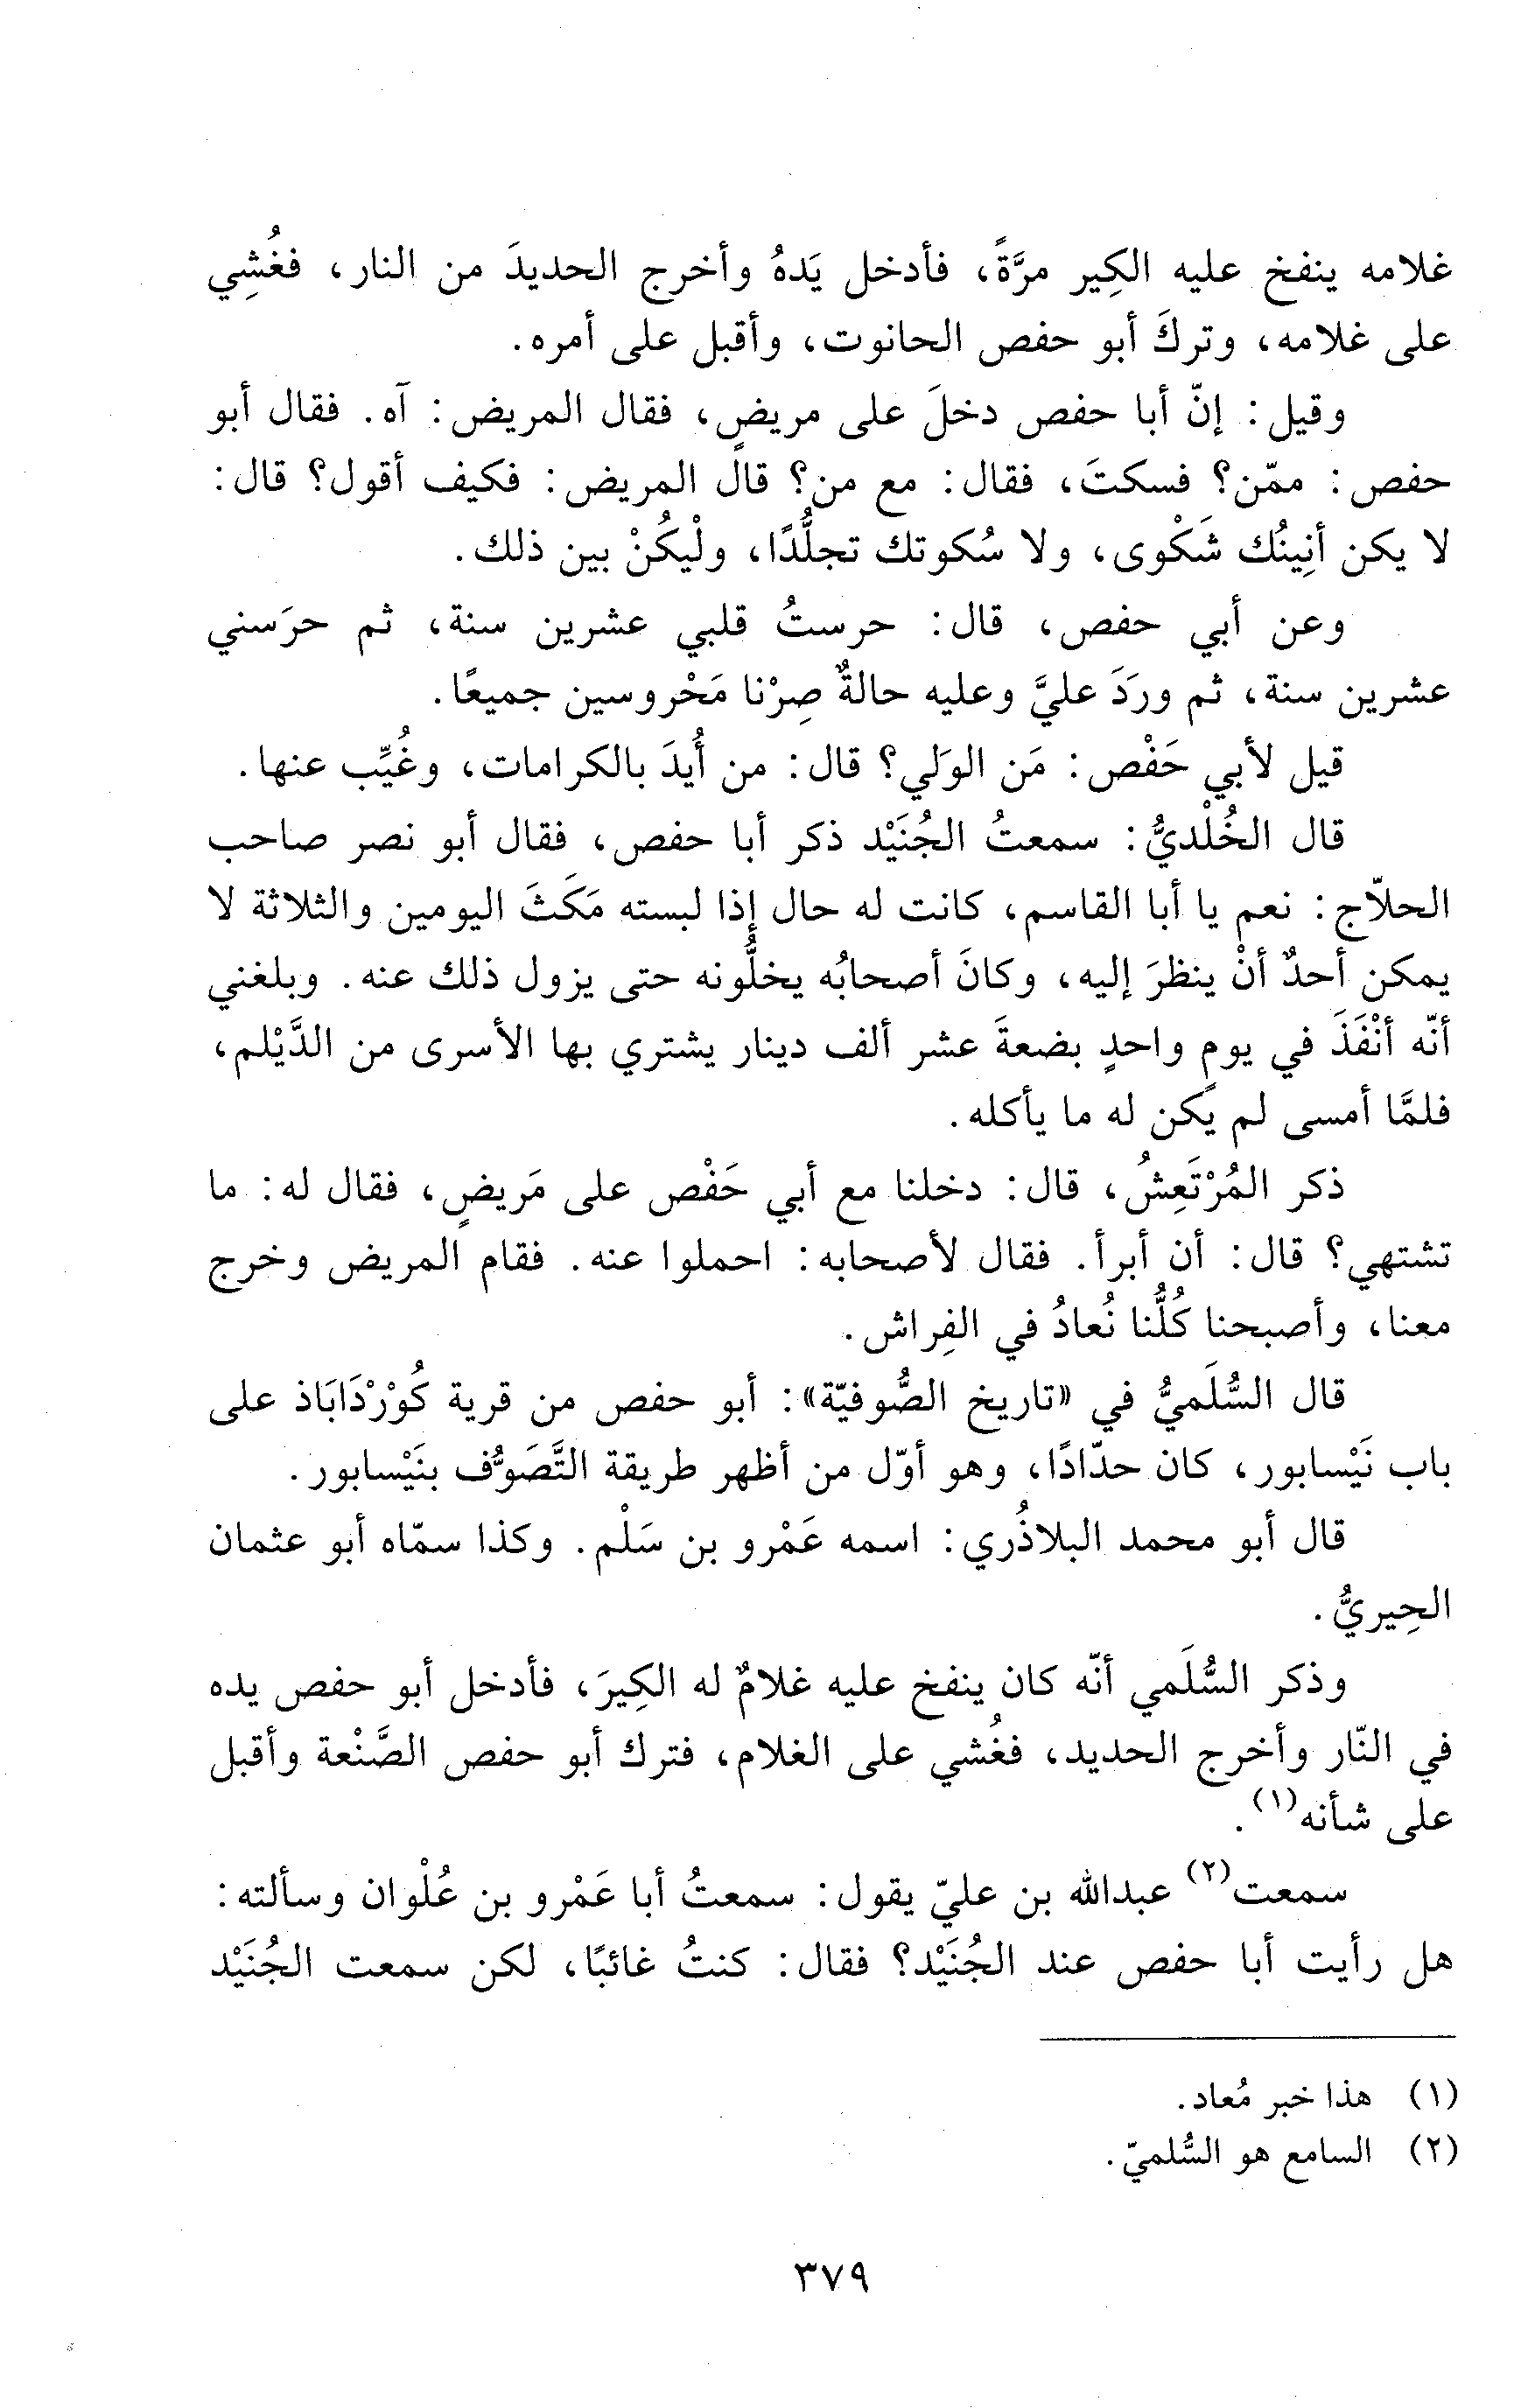 غلامه ينفخ عليه الكِير مرَّةً، فأدخل يَدهُ وأخرج الحديدَ من النار، فغُشِي
على غلامه، وتركَ أبو حفص الحانوت، وأقبل على أمره.
وقيل: إنّ أبا حفص دخلَ على مريضٍ، فقال المريض: آه. فقال أبو
حفص: ممّن؟ فسكتَ، فقال: مع من؟ قال المريض: فكيف أقول؟ قال:
لا يكن أنِينُك شَكْوى، ولا سُكوتك تجلُّدًا، ولْيكُنْ بين ذلك.
وعن أبي حفص، قال: حرستُ قلبي عشرين سنة، ثم حرَسني
عشرين سنة، ثم ورَدَ عليَّ وعليه حالةٌ صِرْنا مَحْروسين جميعًا.
قيل لأبي حَفْص: مَن الوَلي؟ قال: من أُيدَ بالكرامات، وغُيِّب عنها.
قال الخُلْديُّ: سمعتُ الجُنَيْد ذكر أبا حفص، فقال أبو نصر صاحب
الحلاّج: نعم يا أبا القاسم، كانت له حال إذا لبسته مَكَثَ اليومين والثلاثة لا
يمكن أحدٌ أنْ ينظرَ إليه، وكانَ أصحابُه يخلُّونه حتى يزول ذلك عنه. وبلغني
أنّه أنْفَذَ في يومٍ واحدٍ بضعةَ عشر ألف دينار يشتري بها الأسرى من الدَّيْلم،
فلمَّا أمسى لم يكن له ما يأكله.
ذكر المُرْتَعِشُ، قال: دخلنا مع أبي حَفْص على مَريضٍ، فقال له: ما
تشتهي؟ قال: أن أبرأ. فقال لأصحابه: احملوا عنه. فقام المريض وخرج
معنا، وأصبحنا كُلُّنا نُعادُ في الفِراش.
قال السُّلَميُّ في «تاريخ الصُّوفيّة»: أبو حفص من قرية كُوْرْدَابَاذ على
باب نَيْسابور، كان حدّادًا، وهو أوّل من أظهر طريقة التَّصَوُّف بنَيْسابور.
قال أبو محمد البلاذُري: اسمه عَمْرو بن سَلْم. وكذا سمّاه أبو عثمان
الحِيريُّ.
وذكر السُّلَمي أنّه كان ينفخ عليه غلامٌ له الكِيرَ، فأدخل أبو حفص يده
في النّار وأخرج الحديد، فغُشي على الغلام، فترك أبو حفص الصَّنْعة وأقبل
على شأنه(١).
سمعت(٢) عبدالله بن عليّ يقول: سمعتُ أبا عَمْرو بن عُلْوان وسألته:
هل رأيت أبا حفص عند الجُنَيْد؟ فقال: كنتُ غائبًا، لكن سمعت الجُنَيْد
(١) هذا خبر مُعاد.
(٢) السامع هو السُّلميّ.
٣٧٩